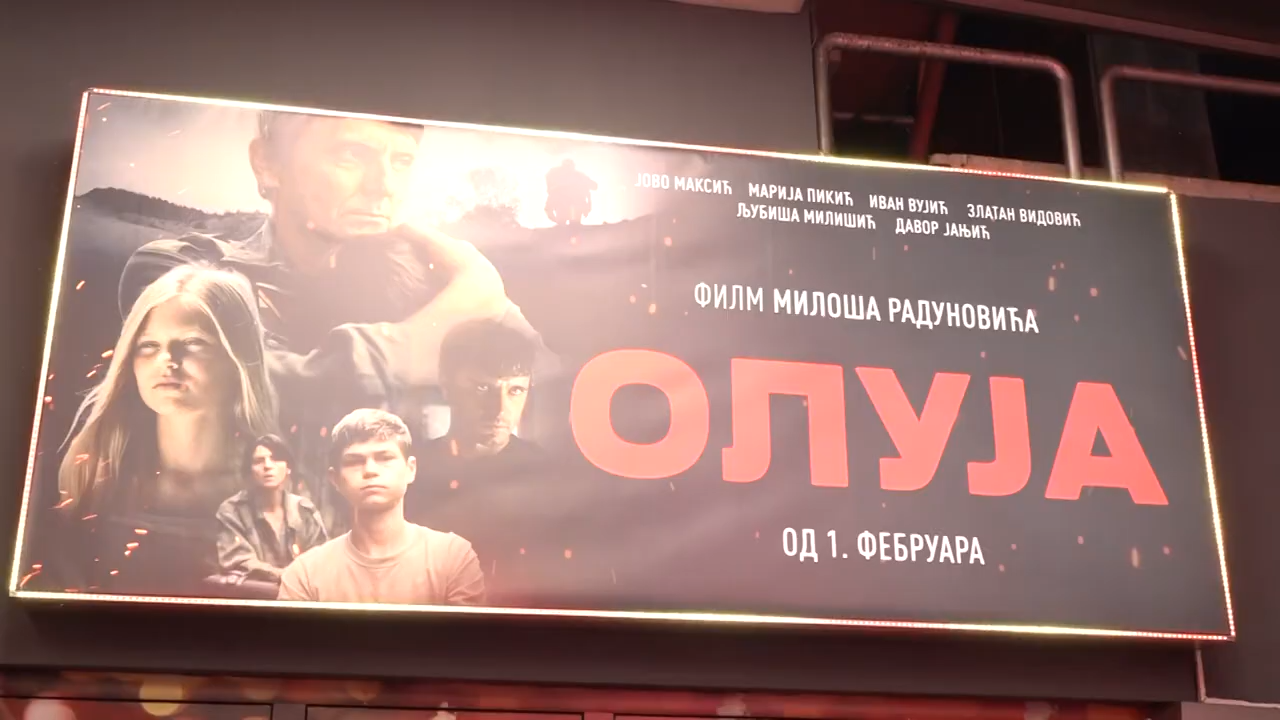 ЈОВО МАКСИЋ МАРИЈА ПИКИЋ ИВАН ВУЈИЋ ЗЛАТАН ВИДОВИЋ
ЉУБИША МИЛИШИЋ ДАВОР ЈАЊИЋ
ФИЛМ МИЛОША РАДУНОВИЋА
ОЛУЈА
ОД 1. ФЕБРУАРА